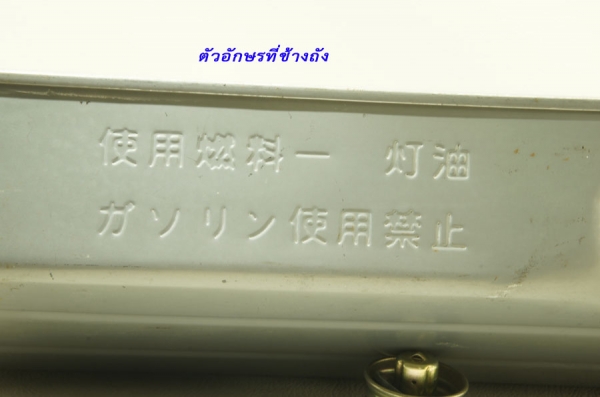 ตัวอักษรที่ข้างถัง
使用燃料ー 灯油
ガソリン使用禁止